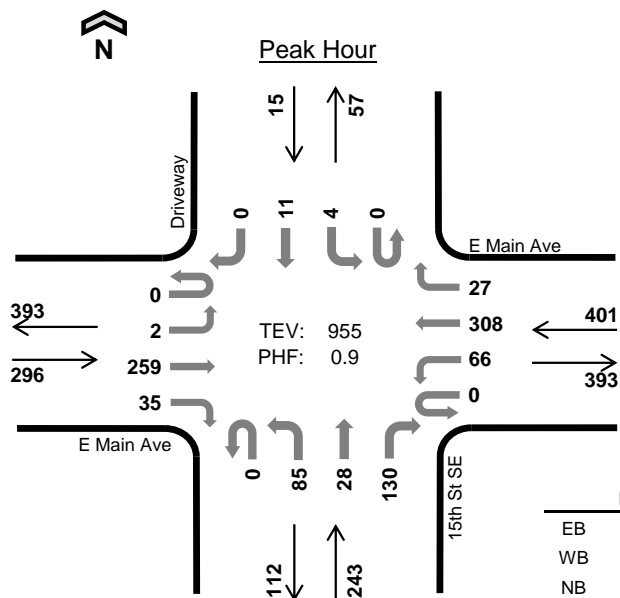 N
Peak Hour
15
57
Driveway
0
11
4
0
E Main Ave
393
296
0
2
259
35
TEV: 955
PHF: 0.9
27
308
66
0
401
393
E Main Ave
0
85
28
130
15th St SE
112
243
EB
WB
NB